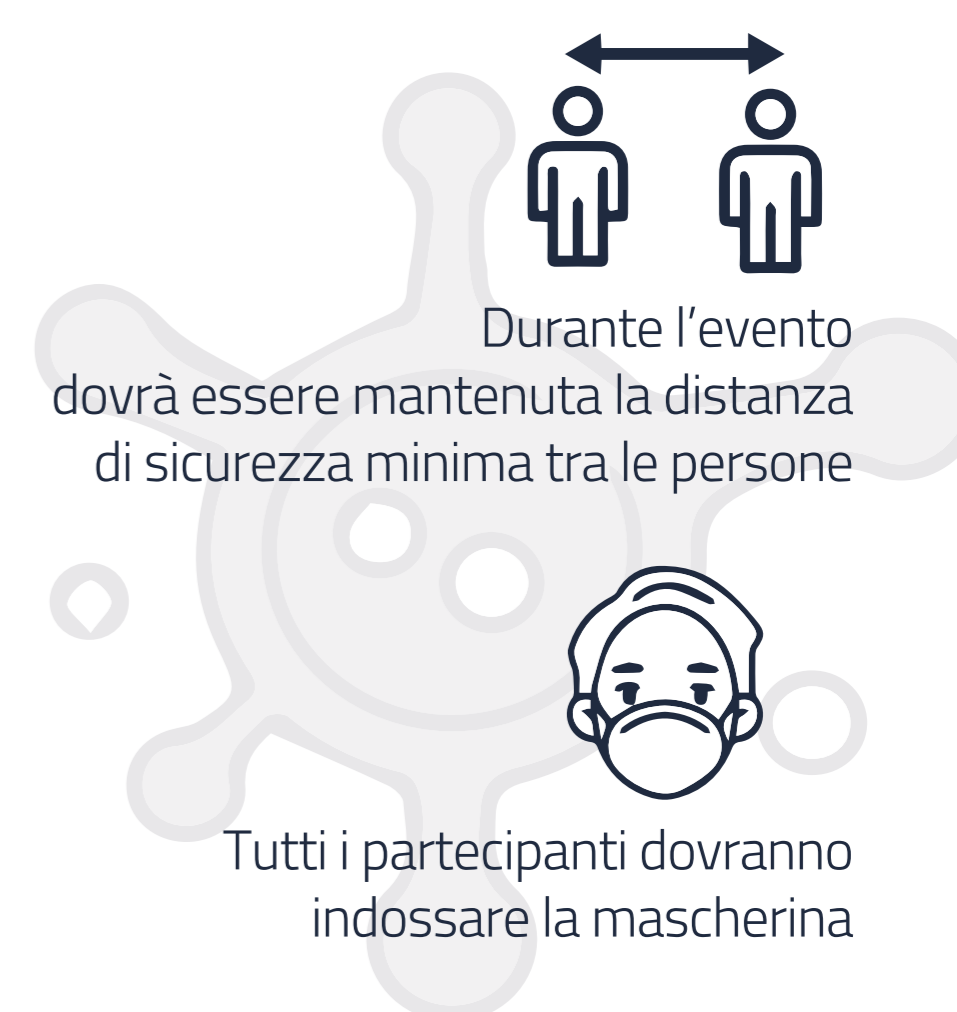 Durante l’evento
dovrà essere mantenuta la distanza
di sicurezza minima tra le persone
Tutti i partecipanti dovranno
indossare la mascherina